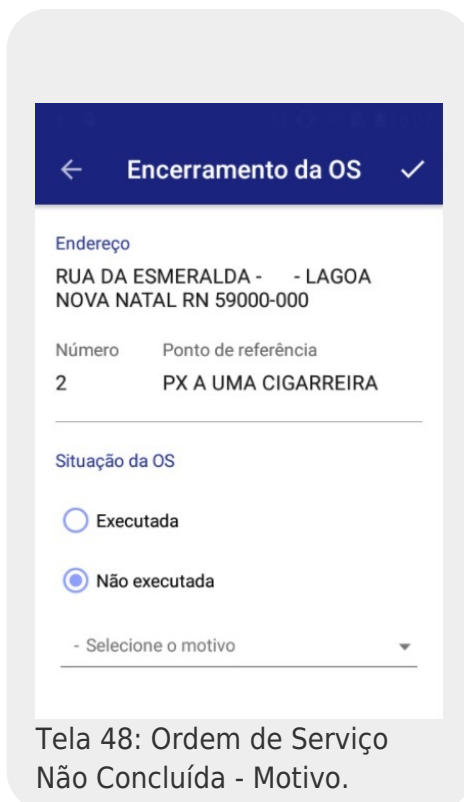 Encerramento da OS
Endereço
RUA DA ESMERALDA - - LAGOA
NOVA NATAL RN 59000-000
Número Ponto de referência
2 PX A UMA CIGARREIRA
Situação da OS
Executada
Não executada
- Selecione o motivo
Tela 48: Ordem de Serviço
Não Concluída - Motivo.